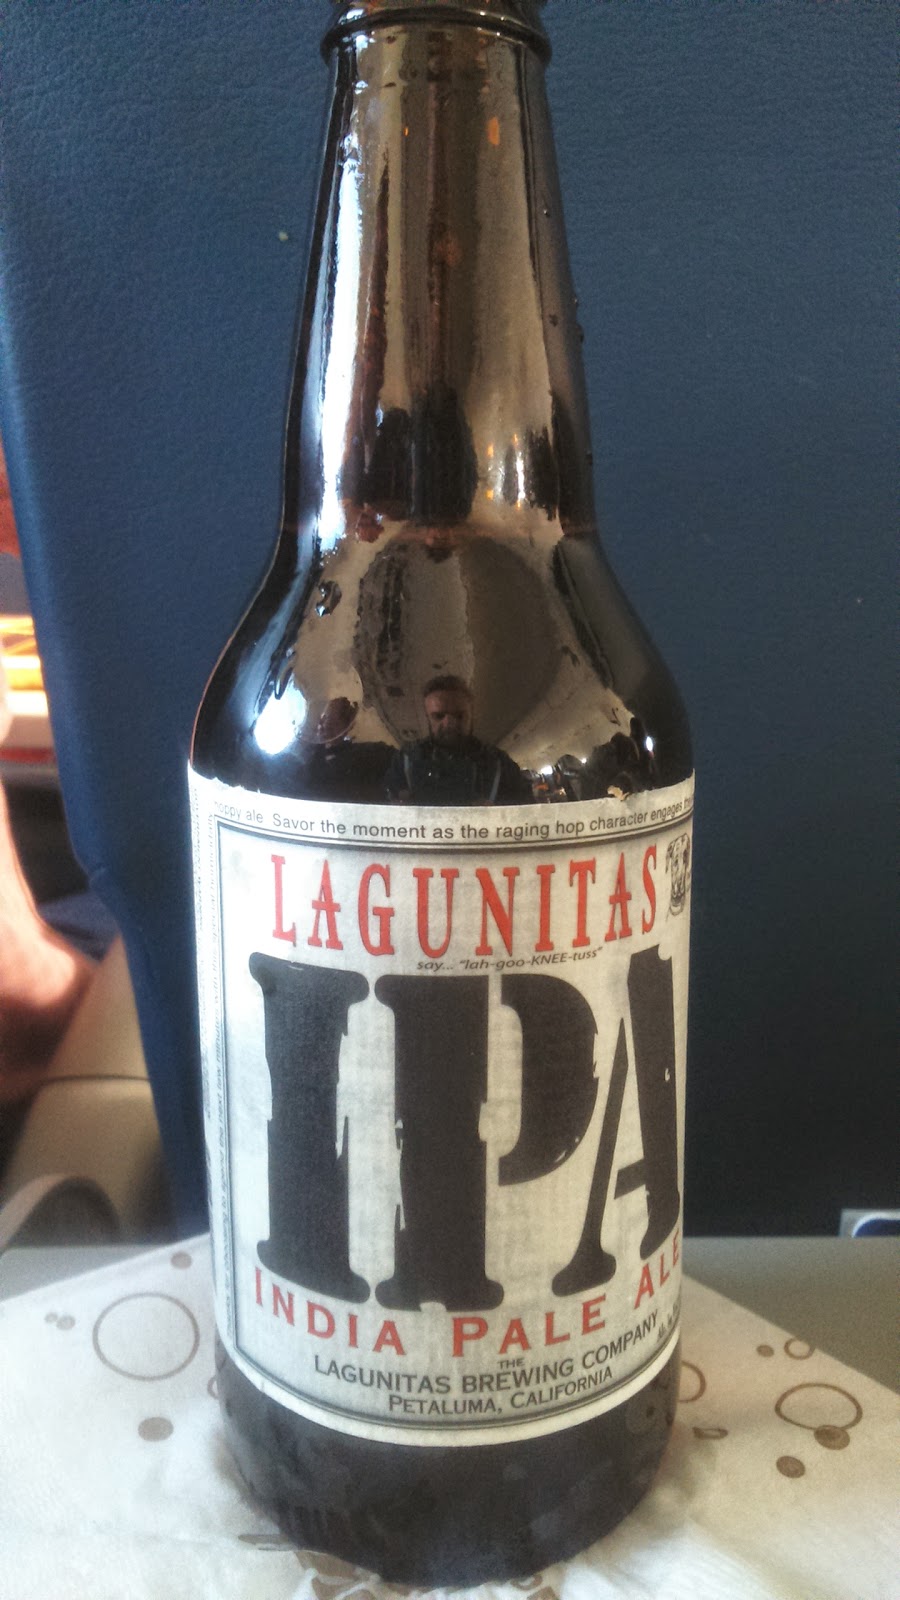 hoppy ale Savor the moment as the raging hop character engages the
LAGUNITAS
say... "lah-goo-KNEE-tuss"
IPA
INDIA PALE ALE
THE
LAGUNITAS BREWING COMPANY
PETALUMA, CALIFORNIA